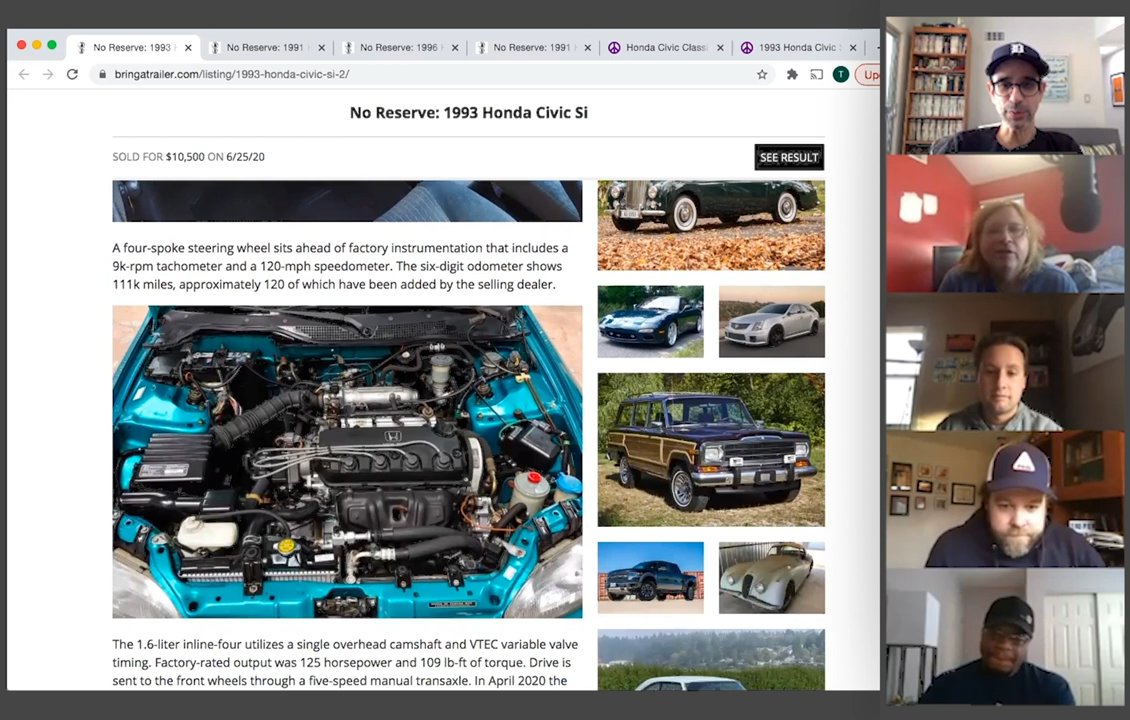 No Reserve: 1993
No Reserve: 1991
No Reserve: 1996
No Reserve: 1991
Honda Civic Class
1993 Honda Civic
bringatrailer.com/listing/1993-honda-civic-si-2/
T
Up
No Reserve: 1993 Honda Civic Si
SOLD FOR $10,500 ON 6/25/20
SEE RESULT
A four-spoke steering wheel sits ahead of factory instrumentation that includes a
9k-rpm tachometer and a 120-mph speedometer. The six-digit odometer shows
111k miles, approximately 120 of which have been added by the selling dealer.
The 1.6-liter inline-four utilizes a single overhead camshaft and VTEC variable valve
timing. Factory-rated output was 125 horsepower and 109 lb-ft of torque. Drive is
sent to the front wheels through a five-speed manual transaxle. In April 2020 the